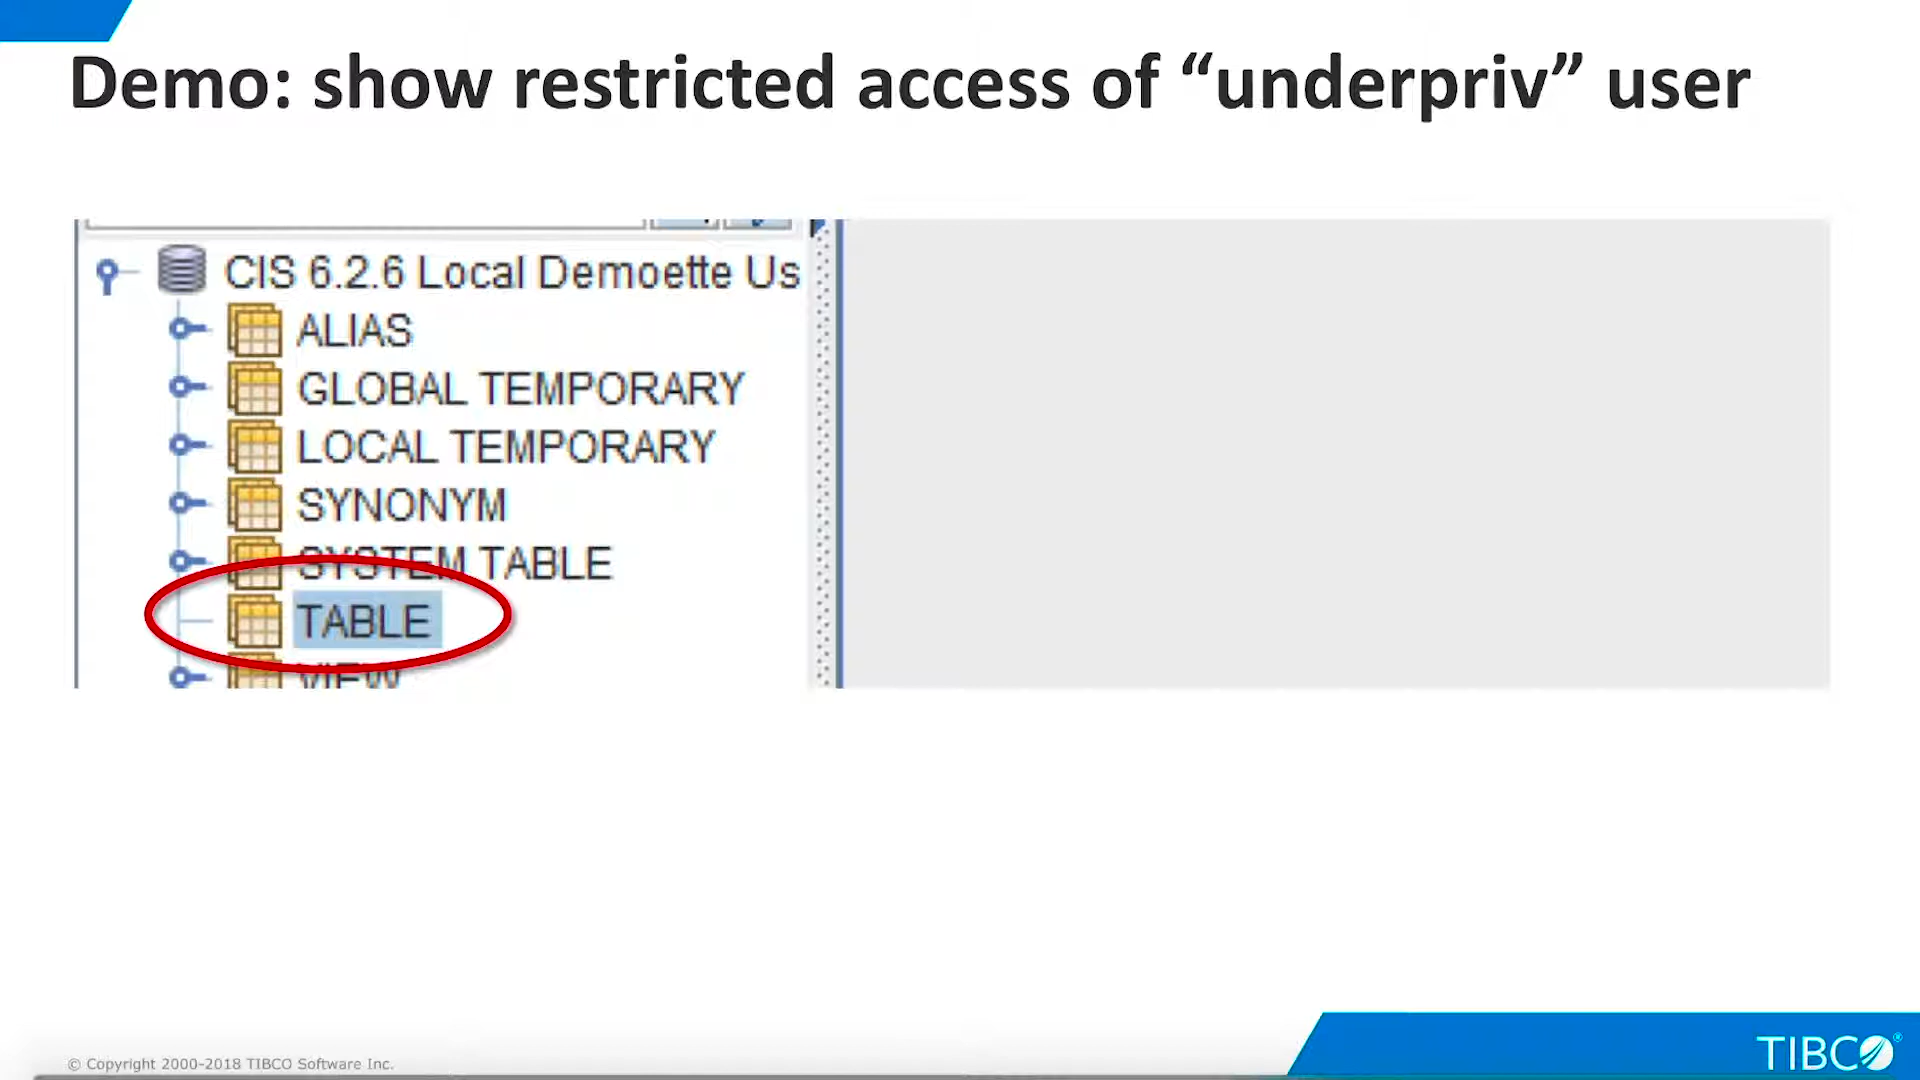 Demo: show restricted access of “underpriv” user
CIS 6.2.6 Local Demoette Us
ALIAS
GLOBAL TEMPORARY
LOCAL TEMPORARY
SYNONYM
SYSTEM TABLE
TABLE
VIEW
© Copyright 2000-2018 TIBCO Software Inc.
TIBCO®